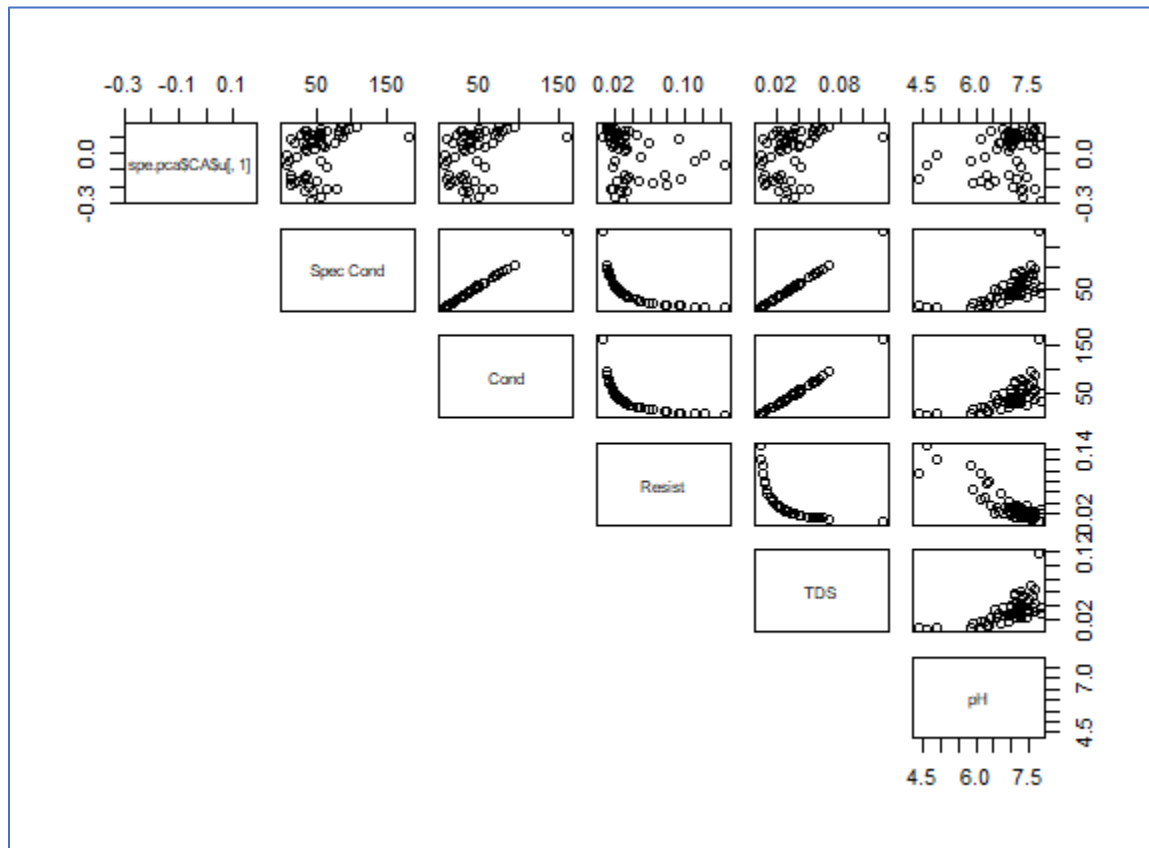 -0.3 -0.1 0.1 50 150 50 150 0.02 0.10 0.02 0.08 4.5 6.0 7.5
-0.3 0.0
spe.pca$CA$u[, 1]
-0.3 0.0
Spec Cond
50
Cond
50 150
Resist
0.02 0.14
TDS
0.02 0.12
pH
4.5 7.0
4.5 6.0 7.5